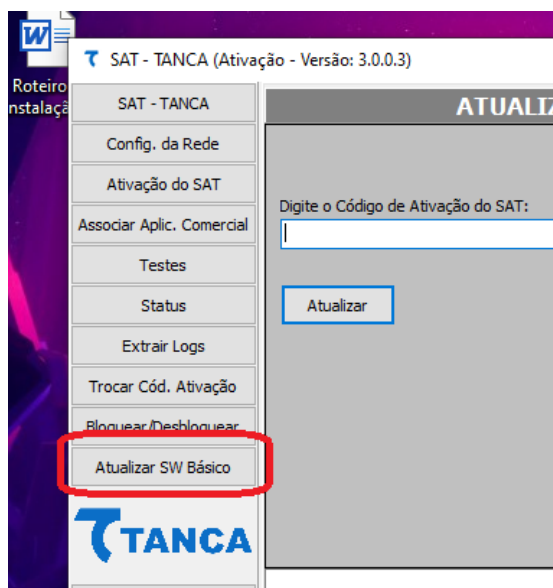 W
Roteiro
nstalaçã
SAT - TANCA (Ativação - Versão: 3.0.0.3)
SAT - TANCA
Config. da Rede
Ativação do SAT
Associar Aplic. Comercial
Testes
Status
Extrair Logs
Trocar Cód. Ativação
Bloquear/Desbloquear
Atualizar SW Básico
TANCA
ATUALIZ
Digite o Código de Ativação do SAT:
Atualizar